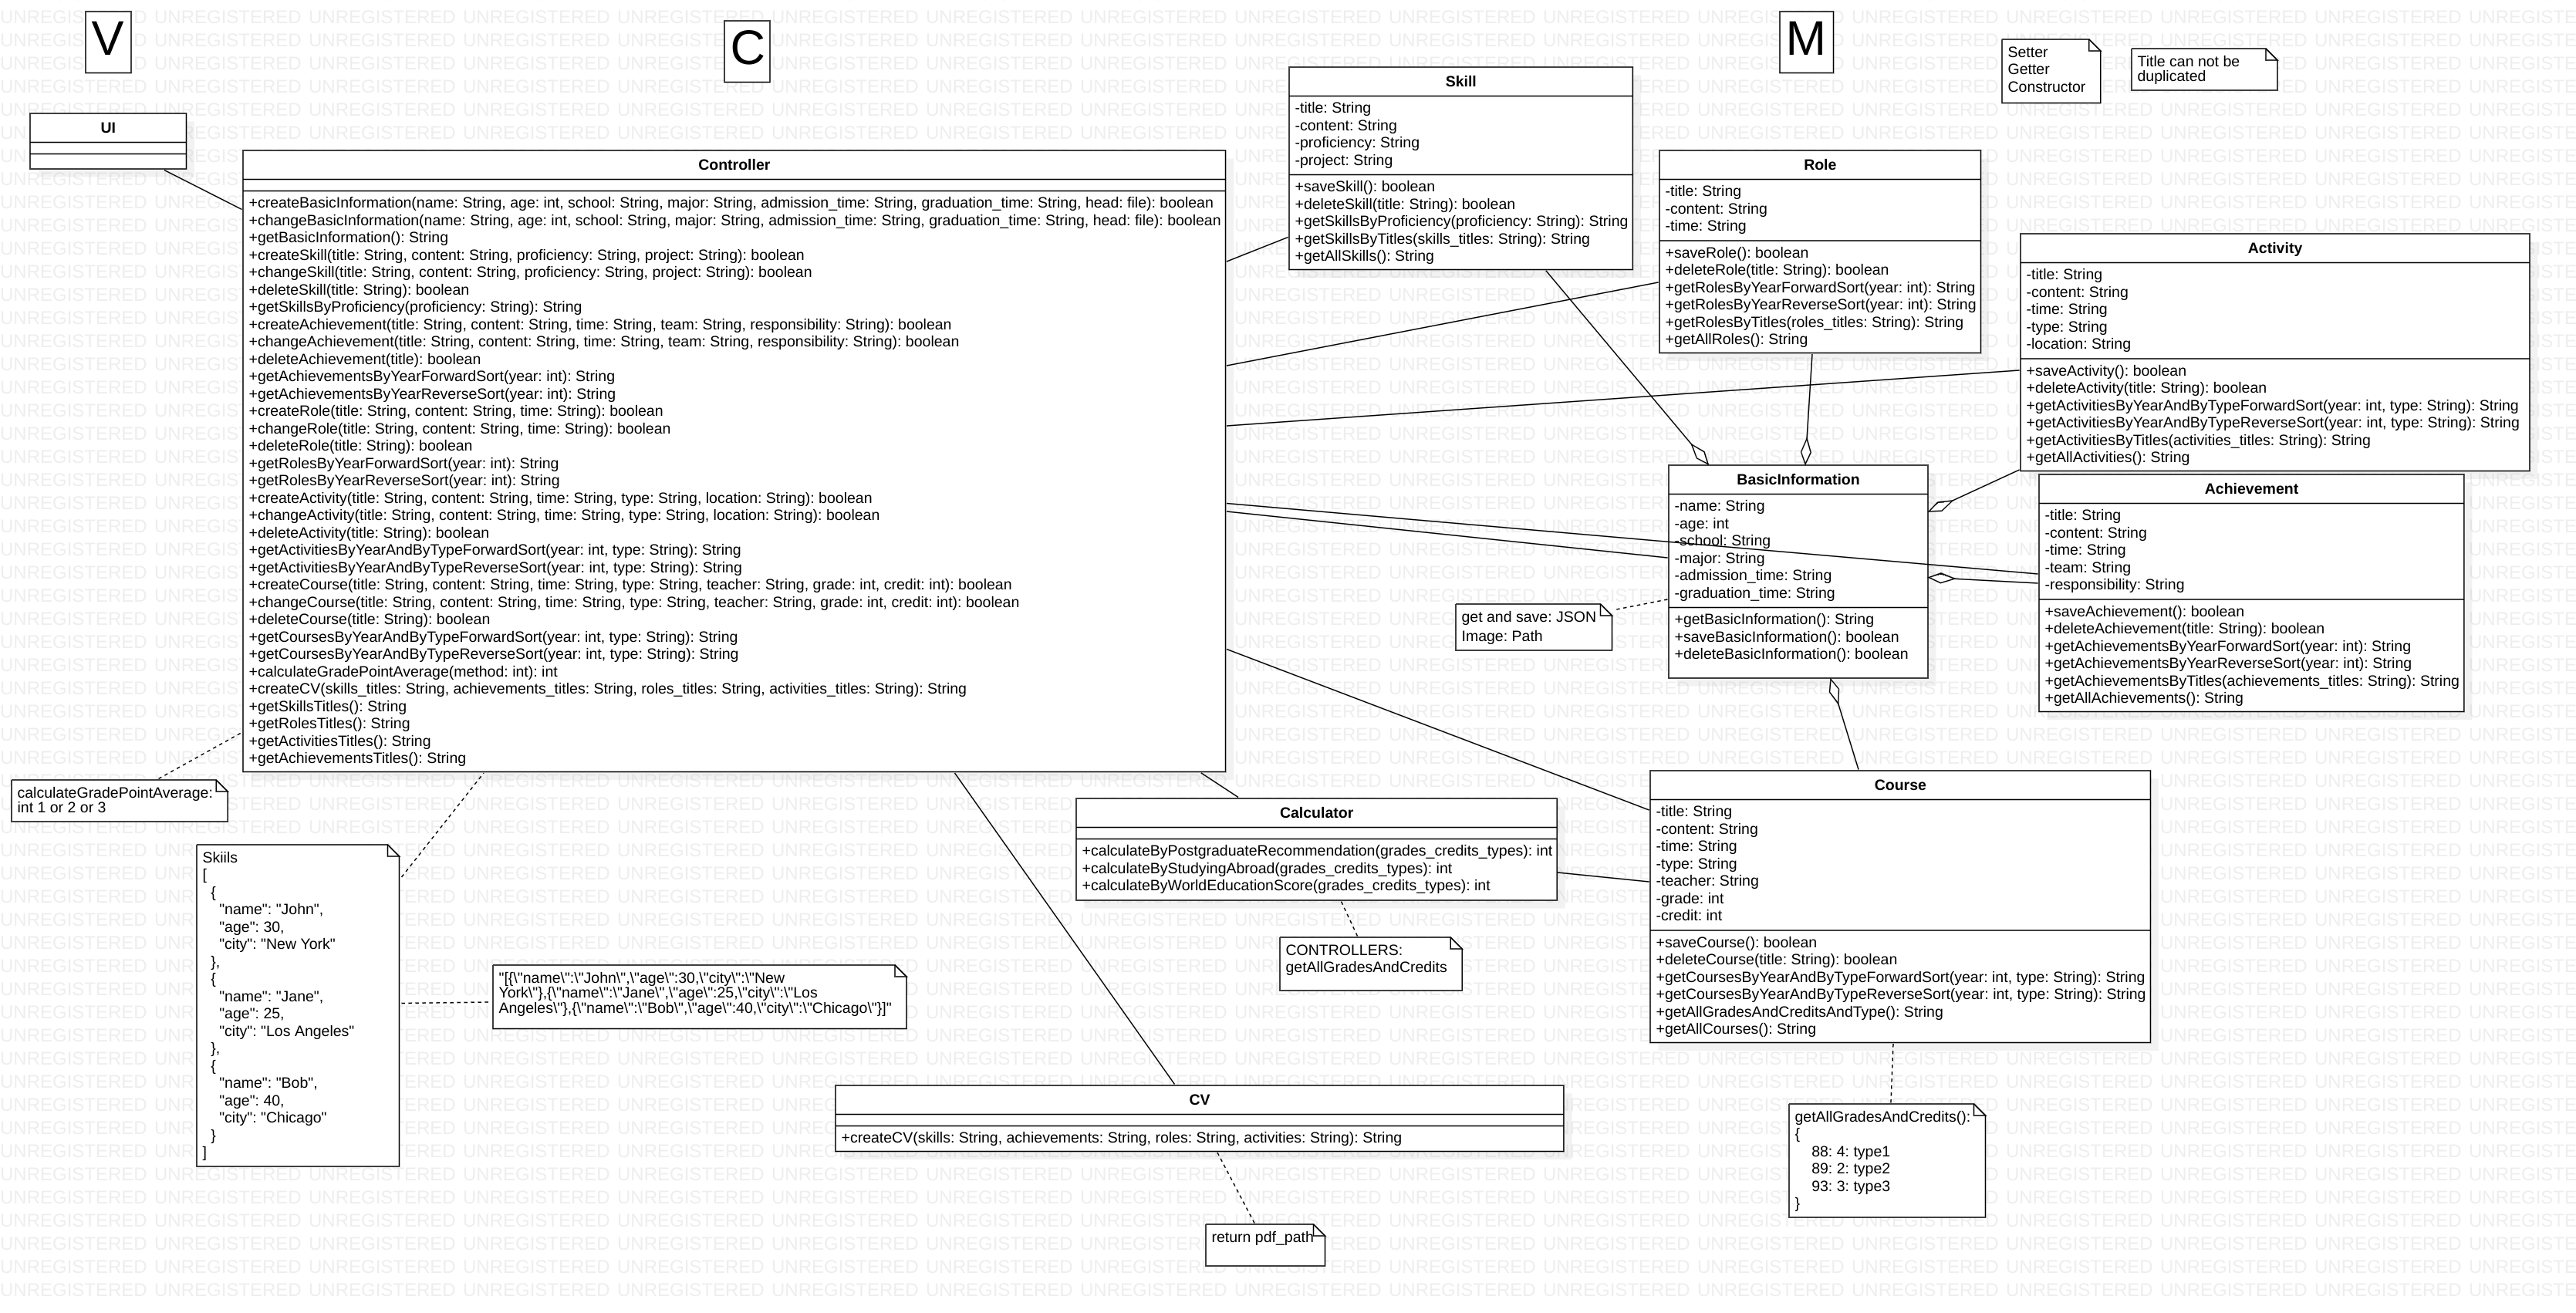 V
C
M
Setter
Getter
Constructor
Title can not be
duplicated
UI
Controller
+createBasicInformation(name: String, age: int, school: String, major: String, admission_time: String, graduation_time: String, head: file): boolean
+changeBasicInformation(name: String, age: int, school: String, major: String, admission_time: String, graduation_time: String, head: file): boolean
+getBasicInformation(): String
+createSkill(title: String, content: String, proficiency: String, project: String): boolean
+changeSkill(title: String, content: String, proficiency: String, project: String): boolean
+deleteSkill(title: String): boolean
+getSkillsByProficiency(proficiency: String): String
+createAchievement(title: String, content: String, time: String, team: String, responsibility: String): boolean
+changeAchievement(title: String, content: String, time: String, team: String, responsibility: String): boolean
+deleteAchievement(title): boolean
+getAchievementsByYearForwardSort(year: int): String
+getAchievementsByYearReverseSort(year: int): String
+createRole(title: String, content: String, time: String): boolean
+changeRole(title: String, content: String, time: String): boolean
+deleteRole(title: String): boolean
+getRolesByYearForwardSort(year: int): String
+getRolesByYearReverseSort(year: int): String
+createActivity(title: String, content: String, time: String, type: String, location: String): boolean
+changeActivity(title: String, content: String, time: String, type: String, location: String): boolean
+deleteActivity(title: String): boolean
+getActivitiesByYearAndByTypeForwardSort(year: int, type: String): String
+getActivitiesByYearAndByTypeReverseSort(year: int, type: String): String
+createCourse(title: String, content: String, time: String, type: String, teacher: String, grade: int, credit: int): boolean
+changeCourse(title: String, content: String, time: String, type: String, teacher: String, grade: int, credit: int): boolean
+deleteCourse(title: String): boolean
+getCoursesByYearAndByTypeForwardSort(year: int, type: String): String
+getCoursesByYearAndByTypeReverseSort(year: int, type: String): String
+calculateGradePointAverage(method: int): int
+createCV(skills_titles: String, achievements_titles: String, roles_titles: String, activities_titles: String): String
+getSkillsTitles(): String
+getRolesTitles(): String
+getActivitiesTitles(): String
+getAchievementsTitles(): String
Skill
-title: String
-content: String
-proficiency: String
-project: String
+saveSkill(): boolean
+deleteSkill(title: String): boolean
+getSkillsByProficiency(proficiency: String): String
+getSkillsByTitles(skills_titles: String): String
+getAllSkills(): String
Role
-title: String
-content: String
-time: String
+saveRole(): boolean
+deleteRole(title: String): boolean
+getRolesByYearForwardSort(year: int): String
+getRolesByYearReverseSort(year: int): String
+getRolesByTitles(roles_titles: String): String
+getAllRoles(): String
Activity
-title: String
-content: String
-time: String
-type: String
-location: String
+saveActivity(): boolean
+deleteActivity(title: String): boolean
+getActivitiesByYearAndByTypeForwardSort(year: int, type: String): String
+getActivitiesByYearAndByTypeReverseSort(year: int, type: String): String
+getActivitiesByTitles(activities_titles: String): String
+getAllActivities(): String
BasicInformation
-name: String
-age: int
-school: String
-major: String
-admission_time: String
-graduation_time: String
+getBasicInformation(): String
+saveBasicInformation(): boolean
+deleteBasicInformation(): boolean
get and save: JSON
Image: Path
Achievement
-title: String
-content: String
-time: String
-team: String
-responsibility: String
+saveAchievement(): boolean
+deleteAchievement(title: String): boolean
+getAchievementsByYearForwardSort(year: int): String
+getAchievementsByYearReverseSort(year: int): String
+getAchievementsByTitles(achievements_titles: String): String
+getAllAchievements(): String
calculateGradePointAverage:
int 1 or 2 or 3
Calculator
+calculateByPostgraduateRecommendation(grades_credits_types): int
+calculateByStudyingAbroad(grades_credits_types): int
+calculateByWorldEducationScore(grades_credits_types): int
CONTROLLERS:
getAllGradesAndCredits
Course
-title: String
-content: String
-time: String
-type: String
-teacher: String
-grade: int
-credit: int
+saveCourse(): boolean
+deleteCourse(title: String): boolean
+getCoursesByYearAndByTypeForwardSort(year: int, type: String): String
+getCoursesByYearAndByTypeReverseSort(year: int, type: String): String
+getAllGradesAndCreditsAndType(): String
+getAllCourses(): String
Skiils
[
{
"name": "John",
"age": 30,
"city": "New York"
},
{
"name": "Jane",
"age": 25,
"city": "Los Angeles"
},
{
"name": "Bob",
"age": 40,
"city": "Chicago"
}
]
"[{\"name\":\"John\",\"age\":30,\"city\":\"New
York\"},{\"name\":\"Jane\",\"age\":25,\"city\":\"Los
Angeles\"},{\"name\":\"Bob\",\"age\":40,\"city\":\"Chicago\"}]"
CV
+createCV(skills: String, achievements: String, roles: String, activities: String): String
return pdf_path
getAllGradesAndCredits():
{
88: 4: type1
89: 2: type2
93: 3: type3
}